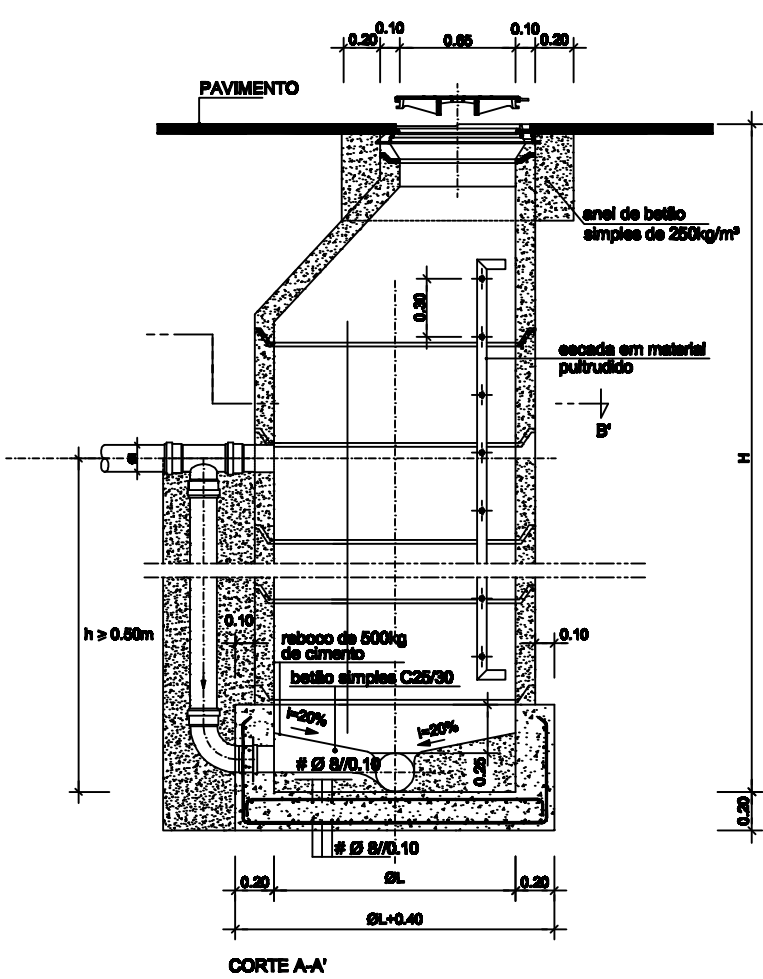 0.10
0.10
0.20
0.65
0.20
PAVIMENTO
anel de betão
simples de 250kg/m³
0.30
escada em material
pultrudido
B'
H
h ≥ 0.50m
0.10
0.10
reboco de 500kg
de cimento
betão simples C25/30
i=20%
i=20%
# Ø 8//0.10
0.25
0.20
# Ø 8//0.10
0.20
ØL
0.20
ØL+0.40
CORTE A-A'